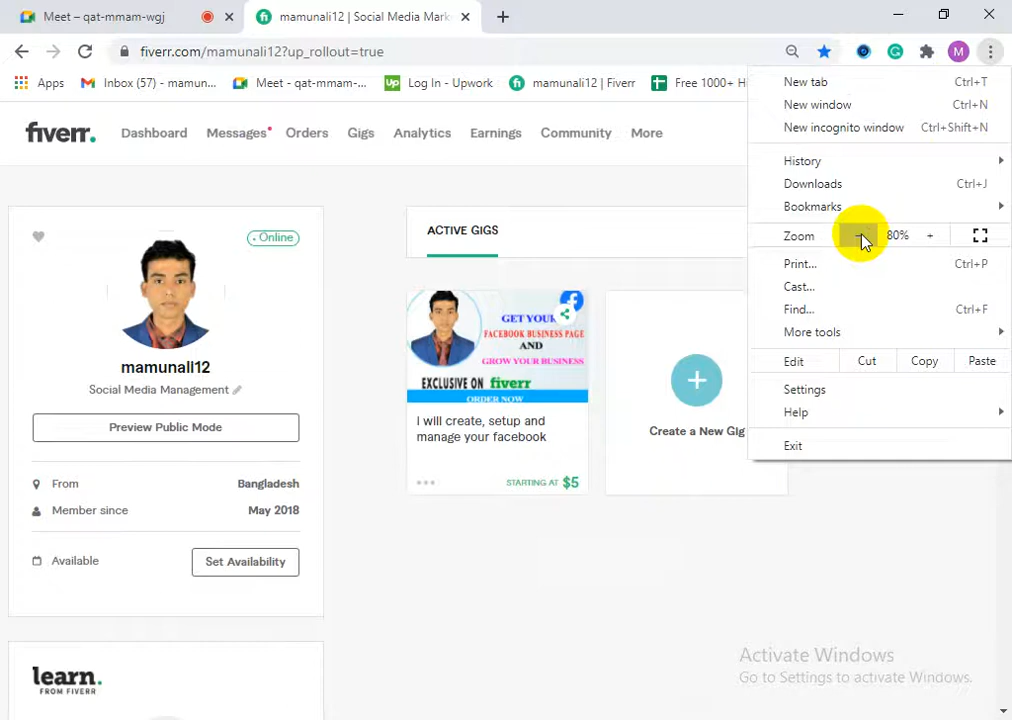 Meet – qat-mmam-wgj
mamunali12 | Social Media Mark
fiverr.com/mamunali12?up_rollout=true
M
Apps
Inbox (57) - mamun...
Meet - qat-mmam-...
Up Log In - Upwork
mamunali12 | Fiverr
Free 1000+ H
fiverr.
Dashboard
Messages
Orders
Gigs
Analytics
Earnings
Community
More
New tab Ctrl+T
New window Ctrl+N
New incognito window Ctrl+Shift+N
History
Downloads Ctrl+J
Bookmarks
Zoom – 80% +
Print... Ctrl+P
Cast...
Find... Ctrl+F
More tools
Edit Cut Copy Paste
Settings
Help
Exit
Online
mamunali12
Social Media Management
Preview Public Mode
From Bangladesh
Member since May 2018
Available Set Availability
learn.
FROM FIVERR
ACTIVE GIGS
GET YOUR
FACEBOOK BUSINESS PAGE
AND
GROW YOUR BUSINESS
EXCLUSIVE ON fiverr
ORDER NOW
I will create, setup and
manage your facebook
STARTING AT $5
Create a New Gig
Activate Windows
Go to Settings to activate Windows.